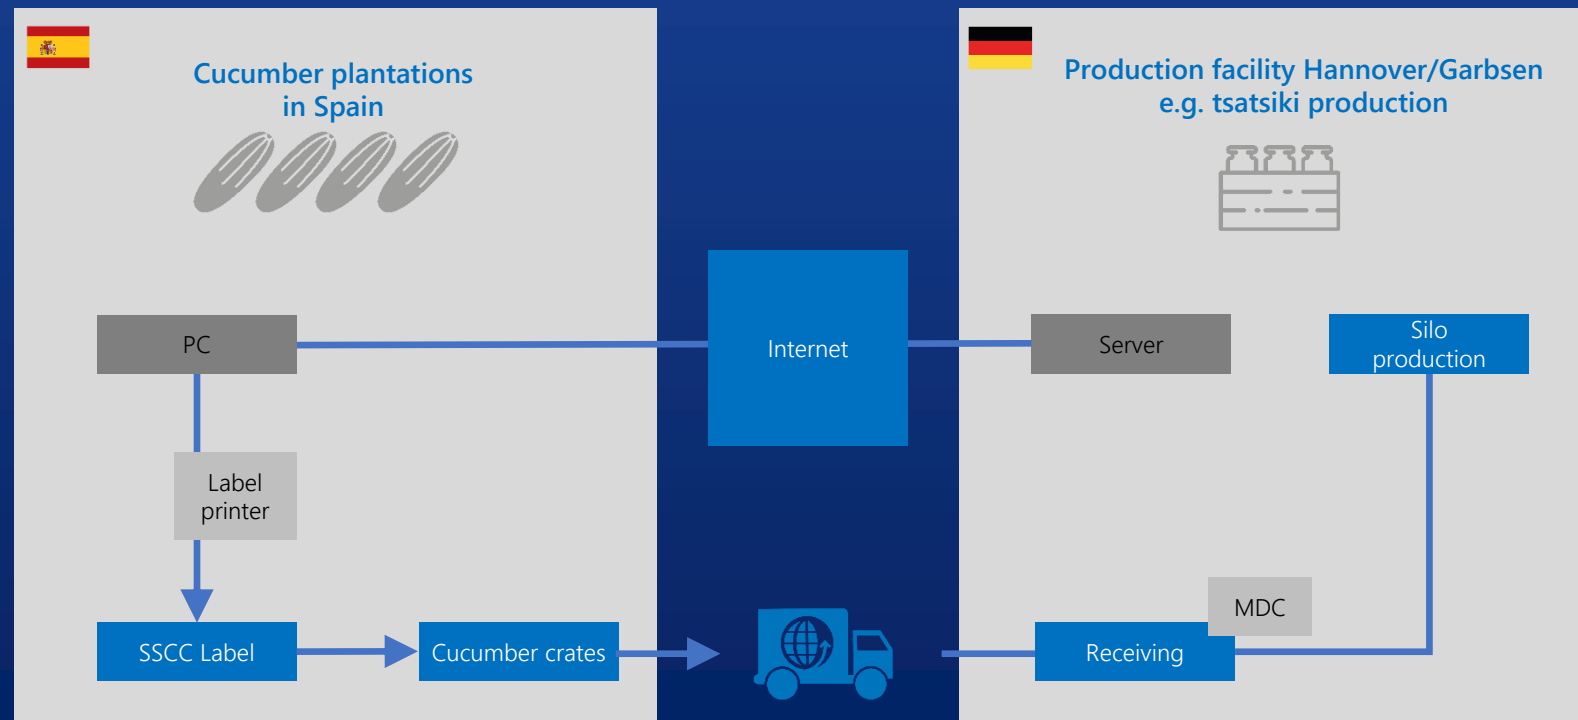 Cucumber plantations
in Spain
Production facility Hannover/Garbsen
e.g. tsatsiki production
PC
Internet
Server
Silo
production
Label
printer
MDC
SSCC Label
Cucumber crates
Receiving